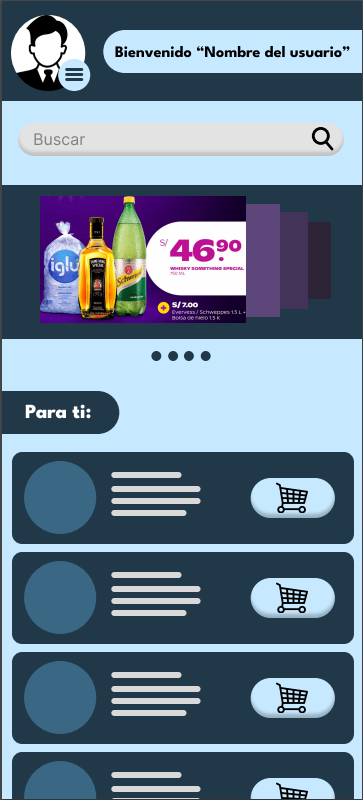 Bienvenido “Nombre del usuario”
Buscar
S/ 46.90
WHISKY SOMETHING SPECIAL
750 ML
iglú
Schweppes
S/ 7.00
Evervess / Schweppes 1.5 L +
Bolsa de hielo 1.5 K
Para ti: